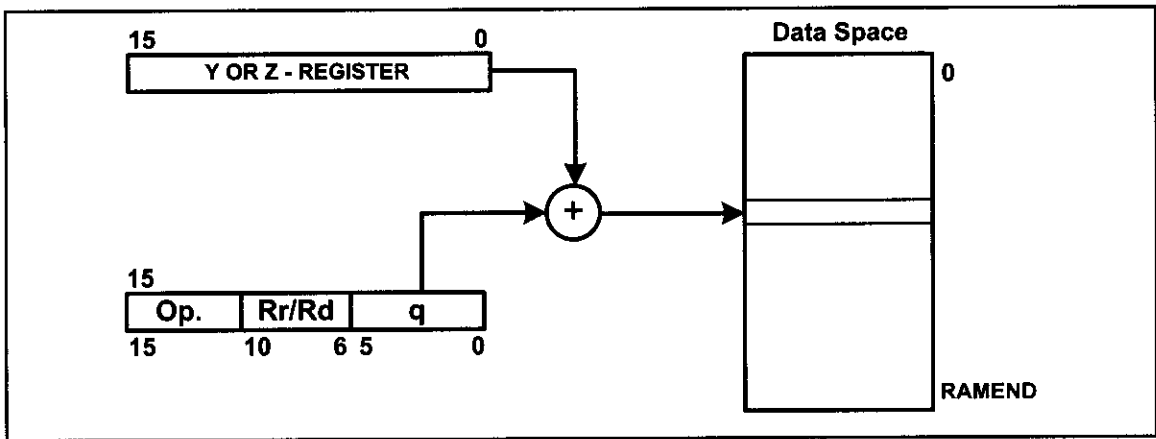 15 0
Y OR Z - REGISTER
Data Space
0
+
15
Op. Rr/Rd q
15 10 6 5 0
RAMEND